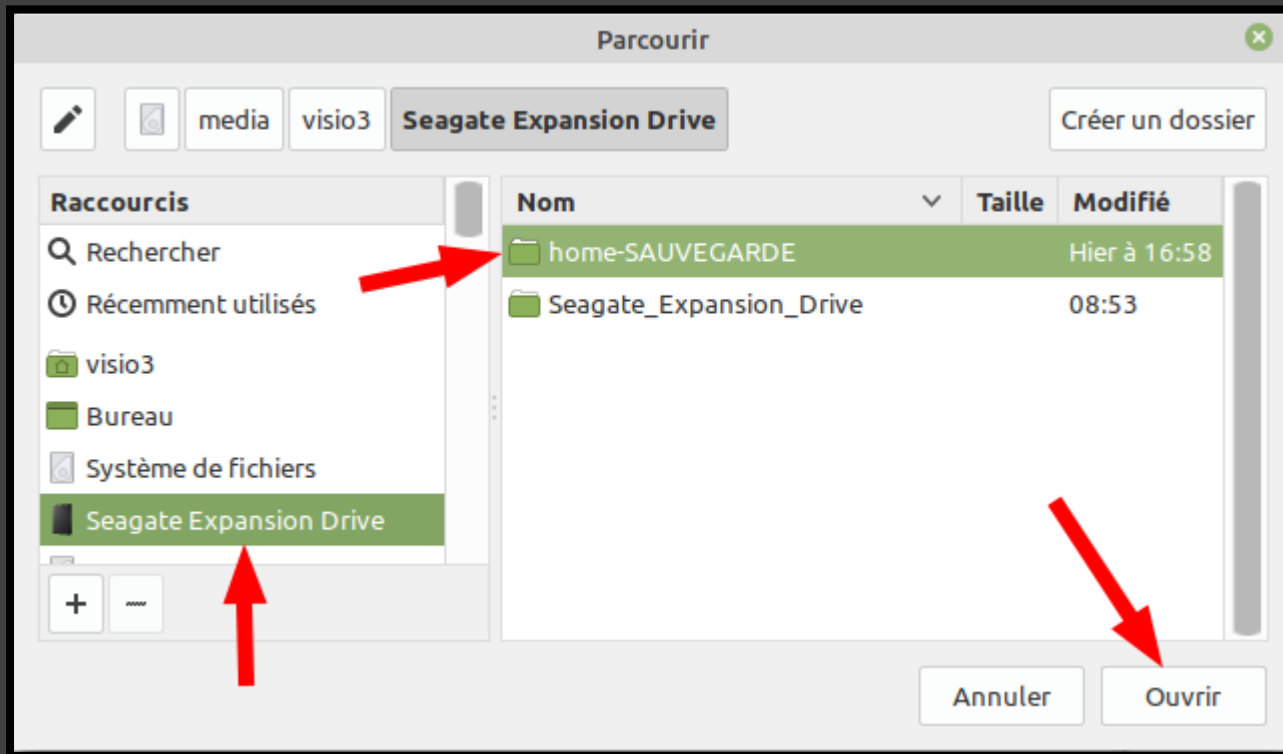 Parcourir
media visio3 Seagate Expansion Drive Créer un dossier
Raccourcis
Rechercher
Récemment utilisés
visio3
Bureau
Système de fichiers
Seagate Expansion Drive
Nom Taille Modifié
home-SAUVEGARDE Hier à 16:58
Seagate_Expansion_Drive 08:53
Annuler Ouvrir